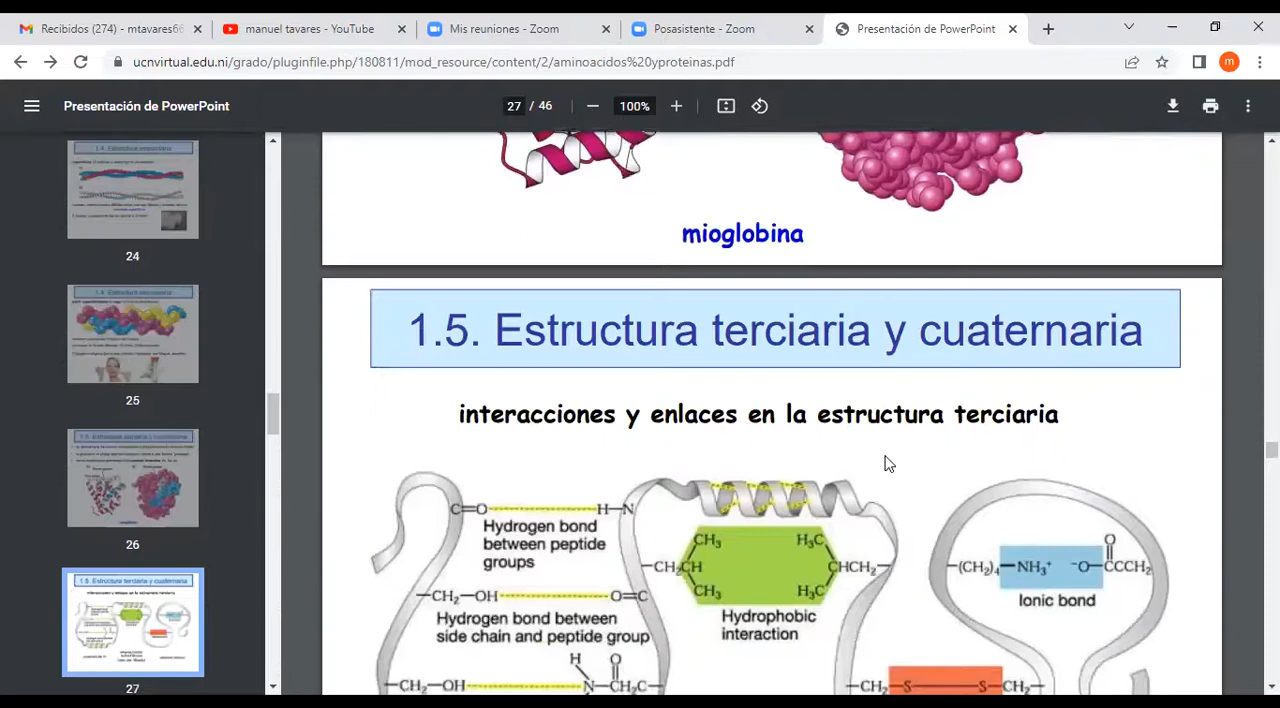 Recibidos (274) - mtavares66
manuel tavares - YouTube
Mis reuniones - Zoom
Posasistente - Zoom
Presentación de PowerPoint
ucnvirtual.edu.ni/grado/pluginfile.php/180811/mod_resource/content/2/aminoacidos%20yproteinas.pdf
m
Presentación de PowerPoint
27 / 46
100%
24
25
26
27
mioglobina
1.5. Estructura terciaria y cuaternaria
interacciones y enlaces en la estructura terciaria
C=O
H—N
Hydrogen bond
between peptide
groups
—CH₂—OH
O=C
Hydrogen bond between
side chain and peptide group
H
O
—CH₂—OH
N—CH₂C—
CH₃
H₃C
—CH₂CH
CHCH₂—
CH₃
H₃C
Hydrophobic
interaction
O
—(CH₂)₄—NH₃⁺
⁻O—CCCH₂
Ionic bond
—CH₂—S
S—CH₂—